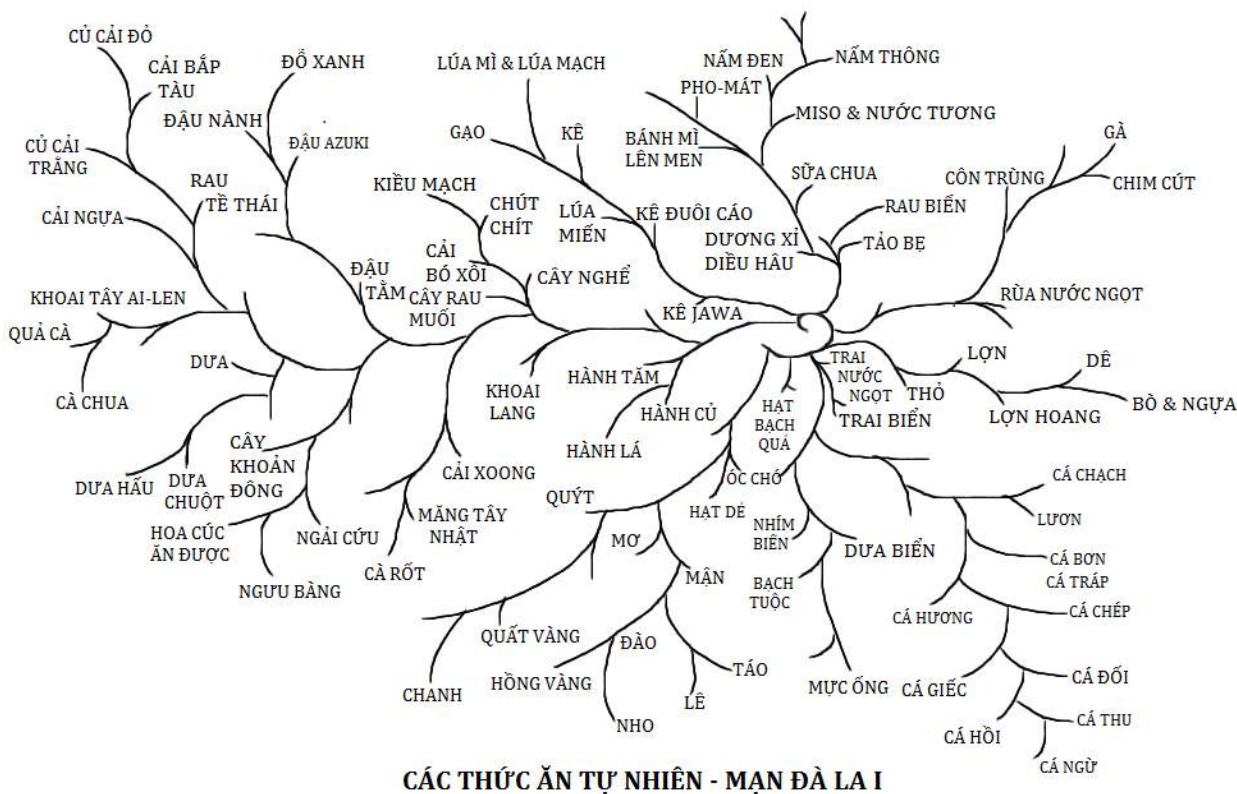 CỦ CẢI ĐỎ
CẢI BẮP
TÀU
ĐỖ XANH
ĐẬU NÀNH
ĐẬU AZUKI
CỦ CẢI
TRẮNG
RAU
TỀ THÁI
CẢI NGỰA
ĐẬU
TẰM
KHOAI TÂY AI-LEN
QUẢ CÀ
CÀ CHUA
DƯA
DƯA HẤU
DƯA
CHUỘT
CÂY
KHOẢN
ĐÔNG
HOA CÚC
ĂN ĐƯỢC
NGƯU BÀNG
NGẢI CỨU
LÚA MÌ & LÚA MẠCH
GẠO
KÊ
KIỀU MẠCH
CHÚT
CHÍT
LÚA
MIẾN
KÊ ĐUÔI CÁO
CẢI
BÓ XÔI
CÂY NGHỂ
CÂY RAU
MUỐI
KÊ JAWA
KHOAI
LANG
HÀNH TĂM
HÀNH CỦ
HÀNH LÁ
CẢI XOONG
MĂNG TÂY
NHẬT
CÀ RỐT
NẤM ĐEN
NẤM THÔNG
PHO-MÁT
MISO & NƯỚC TƯƠNG
BÁNH MÌ
LÊN MEN
SỮA CHUA
RAU BIỂN
DƯƠNG XỈ
DIỀU HÂU
TẢO BẸ
GÀ
CÔN TRÙNG
CHIM CÚT
RÙA NƯỚC NGỌT
TRAI
NƯỚC
NGỌT
TRAI BIỂN
THỎ
LỢN
LỢN HOANG
DÊ
BÒ & NGỰA
HẠT
BẠCH
QUẢ
ÓC CHÓ
HẠT DẺ
QUÝT
MƠ
MẬN
QUẤT VÀNG
CHANH
HỒNG VÀNG
ĐÀO
NHO
LÊ
TÁO
NHÍM
BIỂN
DƯA BIỂN
BẠCH
TUỘC
MỰC ỐNG
CÁ CHẠCH
LƯƠN
CÁ BƠN
CÁ TRÁP
CÁ HƯƠNG
CÁ CHÉP
CÁ GIẾC
CÁ ĐỐI
CÁ HỒI
CÁ THU
CÁ NGỪ
CÁC THỨC ĂN TỰ NHIÊN - MẠN ĐÀ LA I